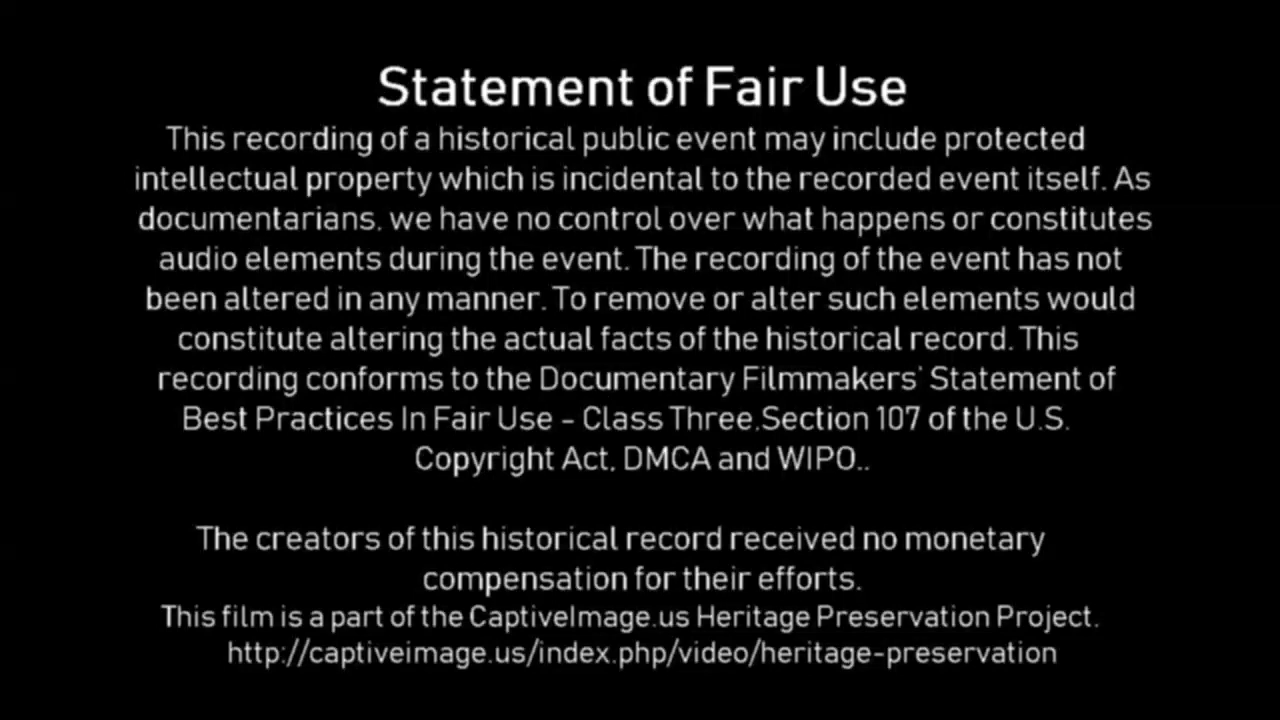 Statement of Fair Use
This recording of a historical public event may include protected
intellectual property which is incidental to the recorded event itself. As
documentarians, we have no control over what happens or constitutes
audio elements during the event. The recording of the event has not
been altered in any manner. To remove or alter such elements would
constitute altering the actual facts of the historical record. This
recording conforms to the Documentary Filmmakers' Statement of
Best Practices In Fair Use - Class Three,Section 107 of the U.S.
Copyright Act, DMCA and WIPO..
The creators of this historical record received no monetary
compensation for their efforts.
This film is a part of the CaptiveImage.us Heritage Preservation Project.
http://captiveimage.us/index.php/video/heritage-preservation